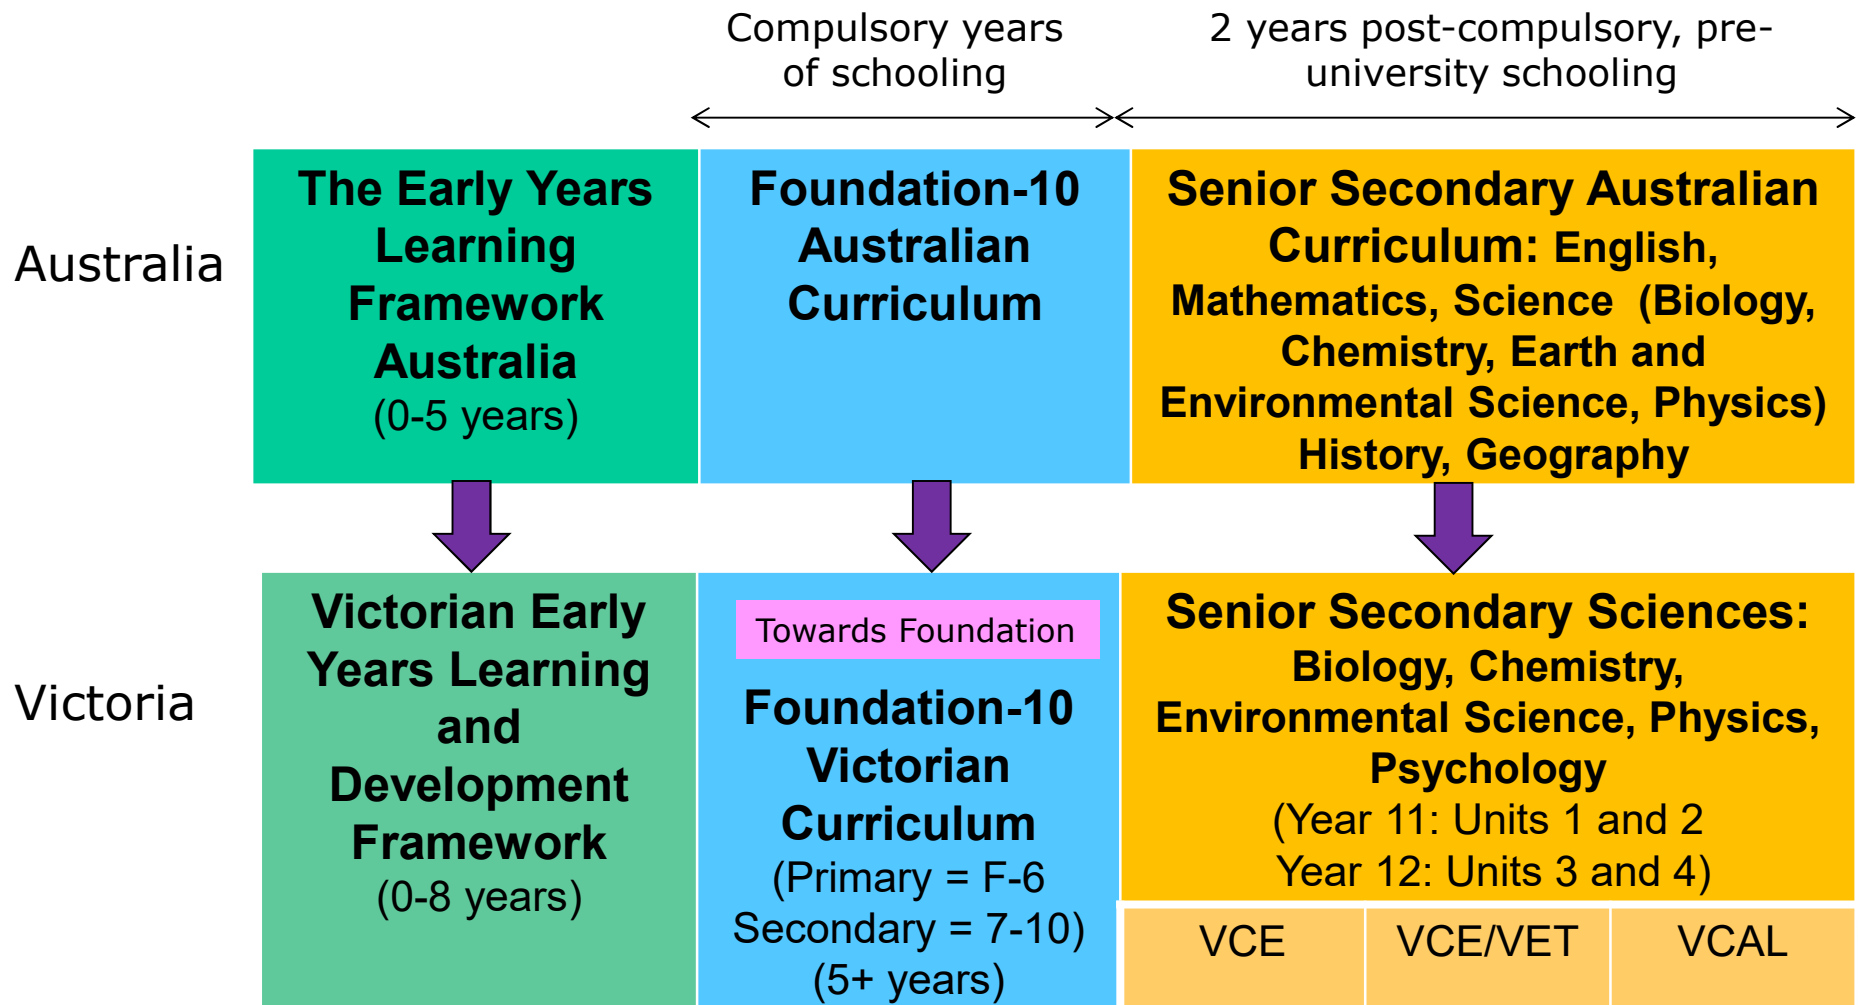 Compulsory years
of schooling
2 years post-compulsory, pre-
university schooling
Australia
The Early Years
Learning
Framework
Australia
(0-5 years)
Foundation-10
Australian
Curriculum
Senior Secondary Australian
Curriculum: English,
Mathematics, Science (Biology,
Chemistry, Earth and
Environmental Science, Physics)
History, Geography
Victoria
Victorian Early
Years Learning
and
Development
Framework
(0-8 years)
Towards Foundation
Foundation-10
Victorian
Curriculum
(Primary = F-6
Secondary = 7-10)
(5+ years)
Senior Secondary Sciences:
Biology, Chemistry,
Environmental Science, Physics,
Psychology
(Year 11: Units 1 and 2
Year 12: Units 3 and 4)
VCE
VCE/VET
VCAL